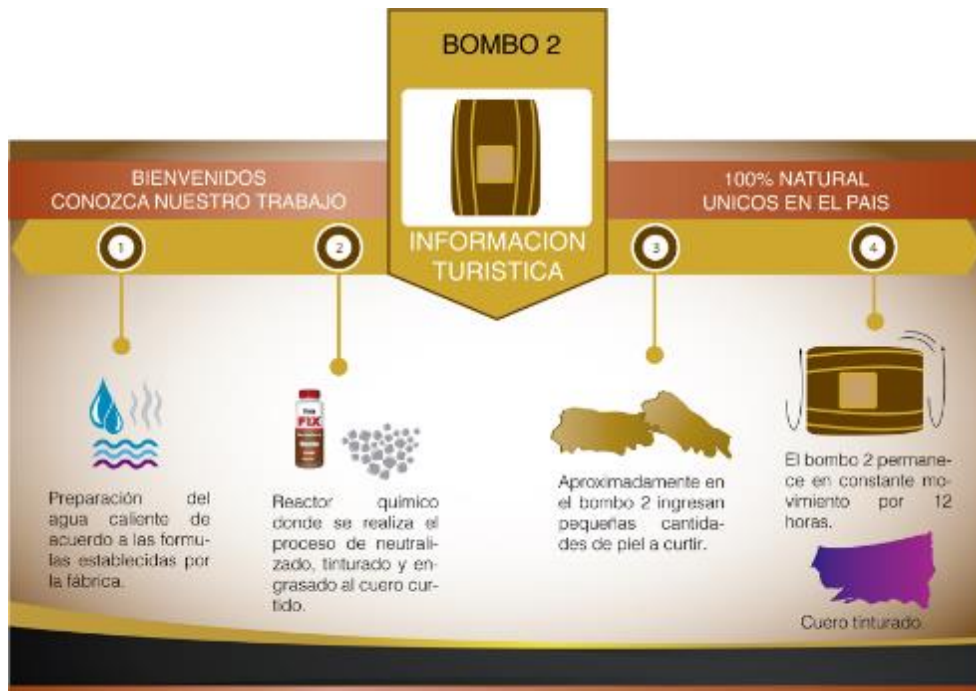 BOMBO 2
BIENVENIDOS
CONOZCA NUESTRO TRABAJO
INFORMACION
TURISTICA
100% NATURAL
UNICOS EN EL PAIS
1
2
3
4
Preparación del
agua caliente de
acuerdo a las formu-
las establecidas por
la fábrica.
FIX
Reactor químico
donde se realiza el
proceso de neutrali-
zado, tinturado y en-
grasado al cuero cur-
tido.
Aproximadamente en
el bombo 2 ingresan
pequeñas cantida-
des de piel a curtir.
El bombo 2 permane-
ce en constante mo-
vimiento por 12
horas.
Cuero tinturado